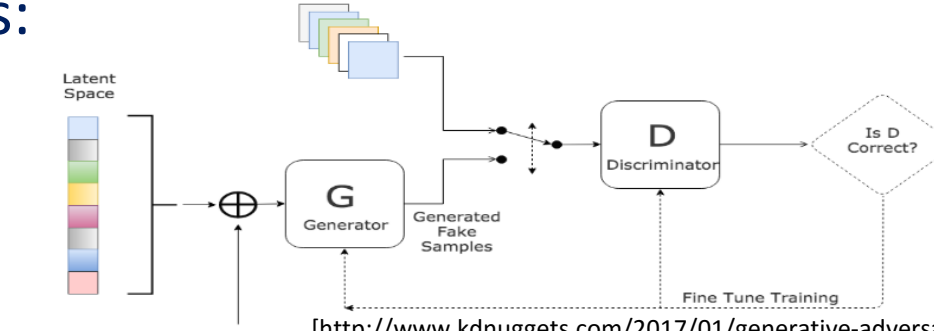 s:
Latent
Space
G
Generator
Generated
Fake
Samples
D
Discriminator
Is D
Correct?
Fine Tune Training
[http://www.kdnuggets.com/2017/01/generative-advers